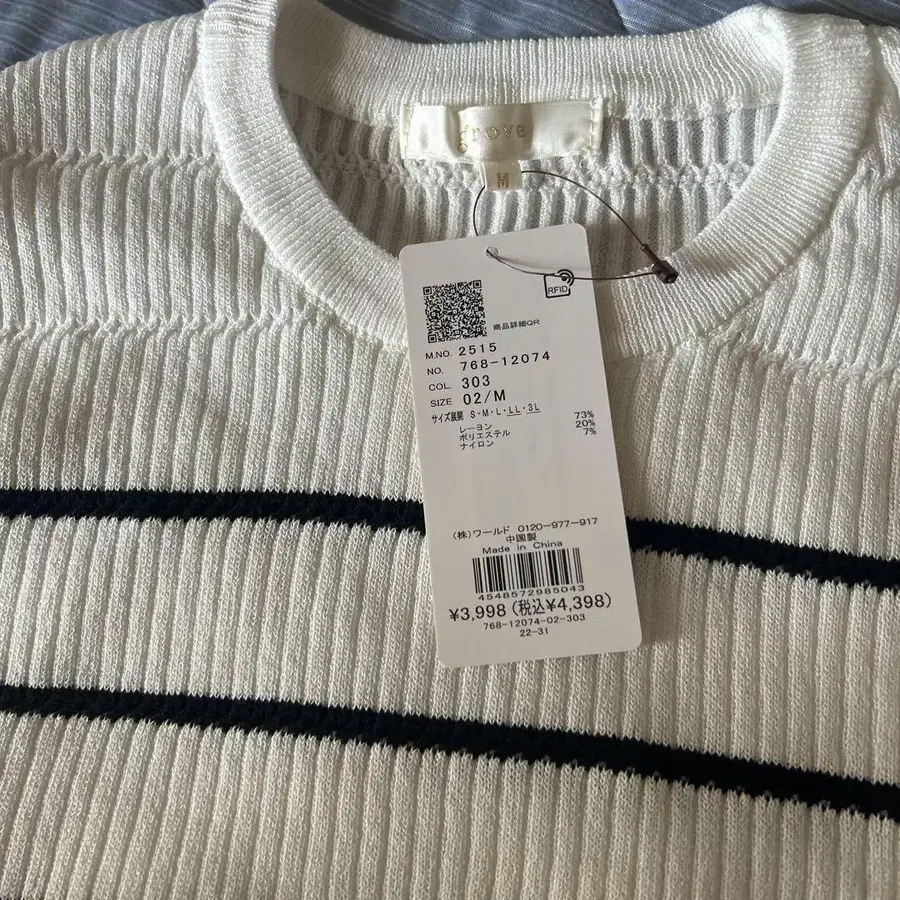 grove
M
RFID
商品詳細QR
M.NO. 2515
NO. 768-12074
COL. 303
SIZE 02/M
サイズ展開 S・M・L・LL・3L
レーヨン 73%
ポリエステル 20%
ナイロン 7%
(株)ワールド 0120-977-917
中国製
Made in China
4548572985043
¥3,998(税込¥4,398)
768-12074-02-303
22-31